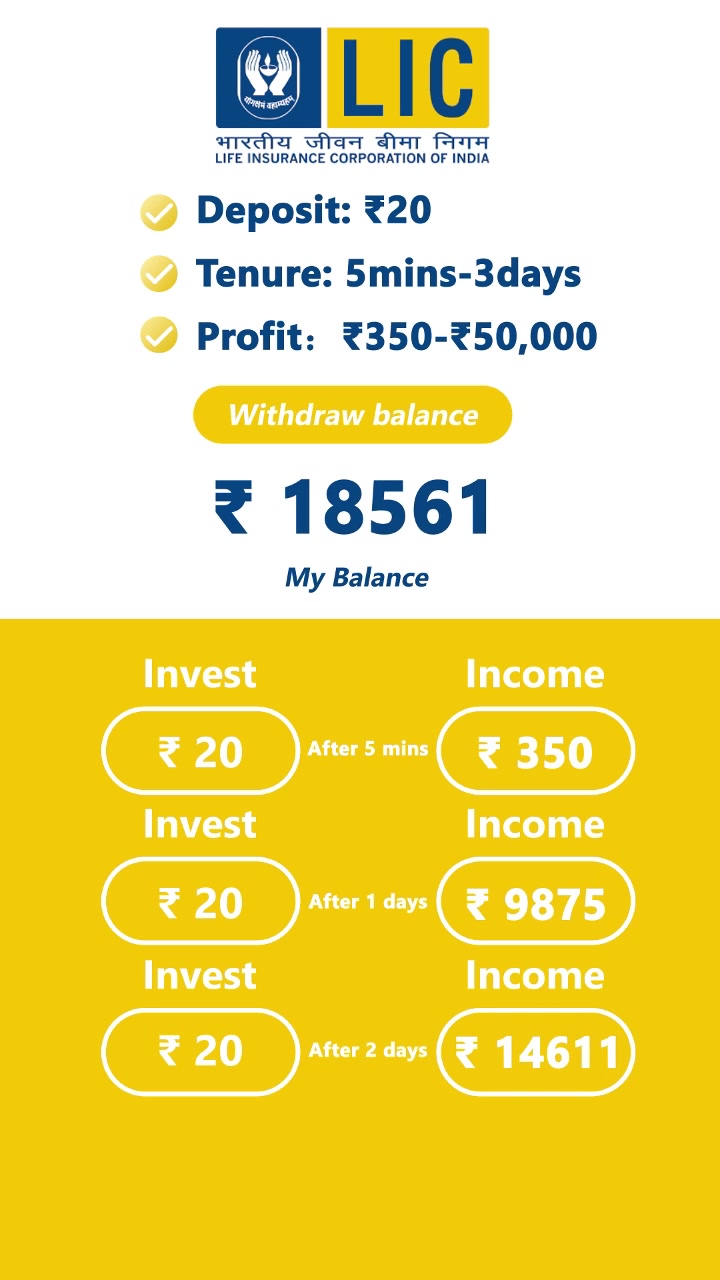 योगक्षेमं वहाम्यहम्
LIC
भारतीय जीवन बीमा निगम
LIFE INSURANCE CORPORATION OF INDIA
Deposit: ₹20
Tenure: 5mins-3days
Profit： ₹350-₹50,000
Withdraw balance
₹ 18561
My Balance
Invest Income
₹ 20 After 5 mins ₹ 350
Invest Income
₹ 20 After 1 days ₹ 9875
Invest Income
₹ 20 After 2 days ₹ 14611